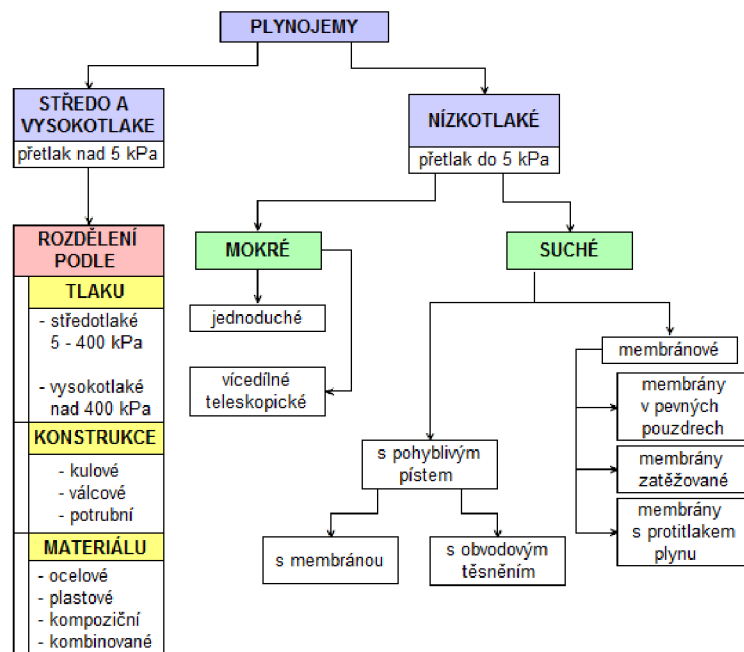 PLYNOJEMY
STŘEDO A
VYSOKOTLAKE
přetlak nad 5 kPa
NÍZKOTLAKÉ
přetlak do 5 kPa
ROZDĚLENÍ
PODLE
TLAKU
- středotlaké
5 - 400 kPa
- vysokotlaké
nad 400 kPa
KONSTRUKCE
- kulové
- válcové
- potrubní
MATERIÁLU
- ocelové
- plastové
- kompoziční
- kombinované
MOKRÉ
jednoduché
vícedílné
teleskopické
SUCHÉ
s pohyblivým
pístem
s membránou
s obvodovým
těsněním
membránové
membrány
v pevných
pouzdrech
membrány
zatěžované
membrány
s protitlakem
plynu